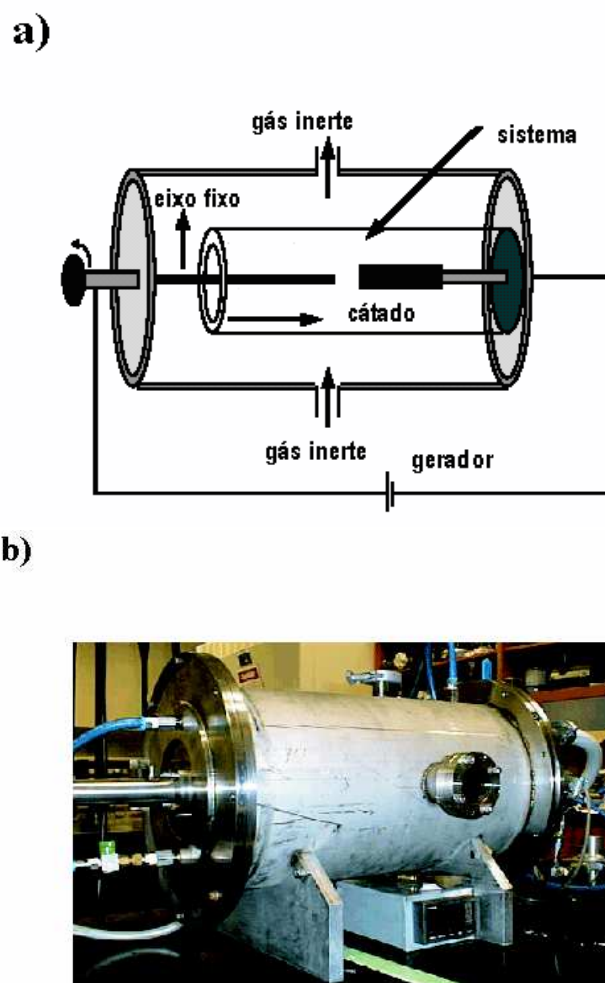 a)
gás inerte
sistema
eixo fixo
cátado
gás inerte
gerador
b)